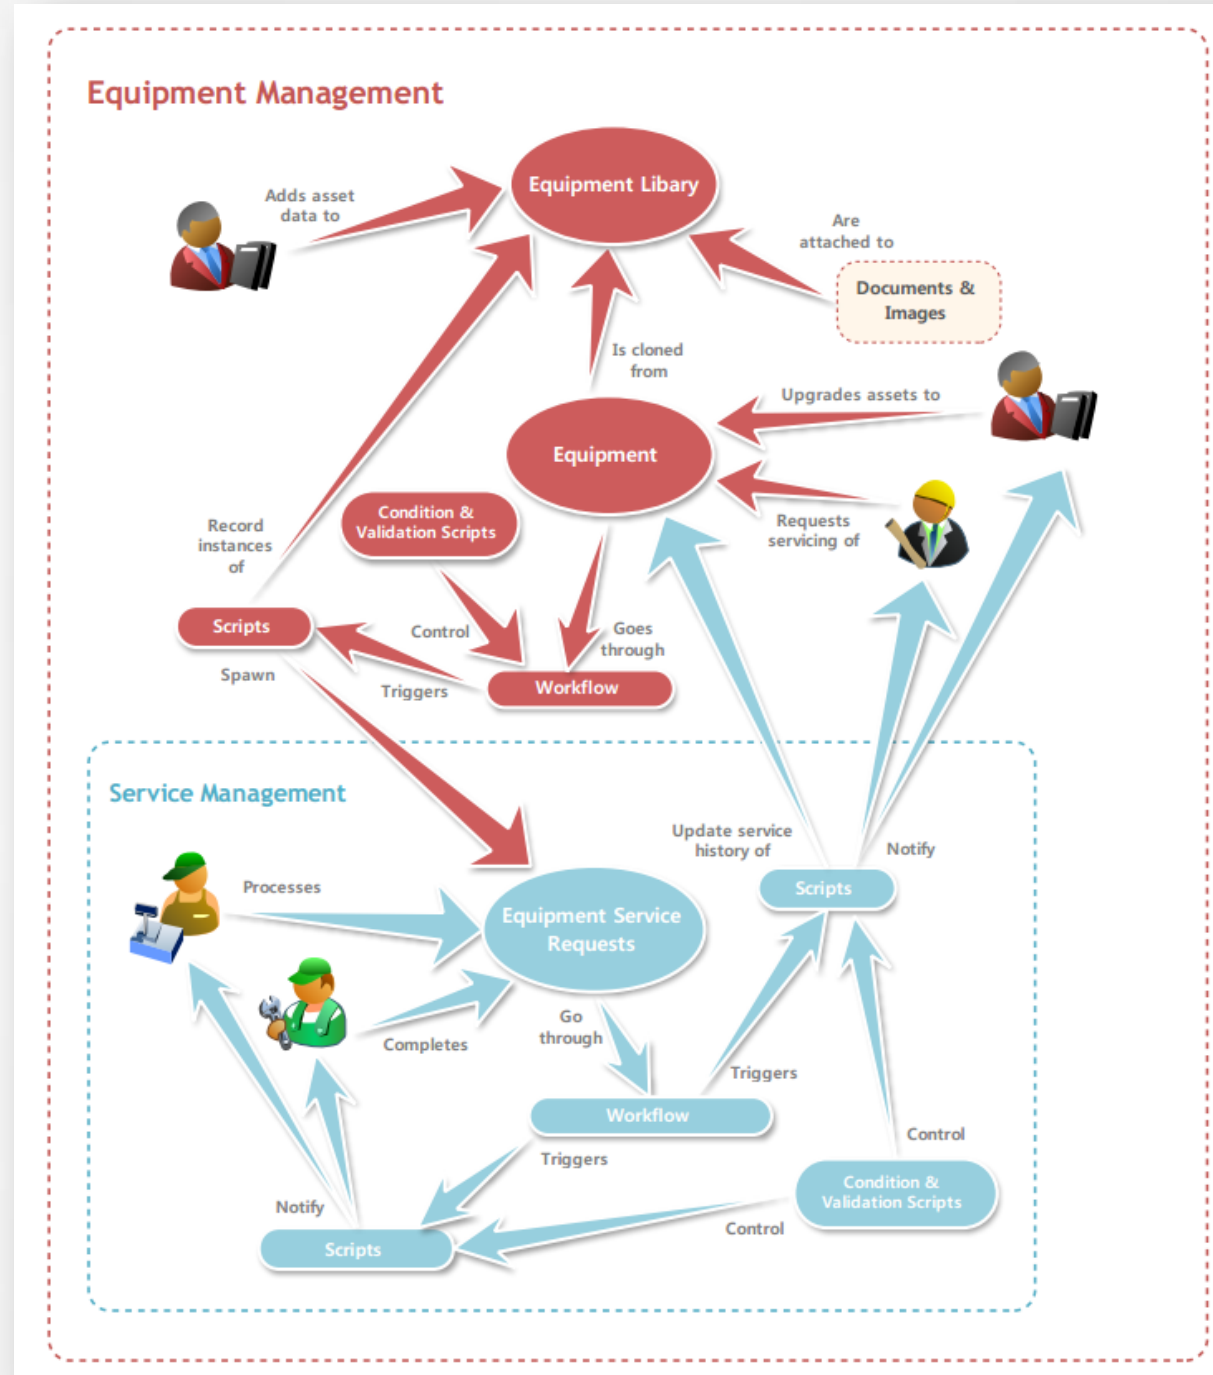 Equipment Management
Equipment Libary
Adds asset
data to
Are
attached to
Documents &
Images
Is cloned
from
Upgrades assets to
Equipment
Condition &
Validation Scripts
Requests
servicing of
Record
instances
of
Scripts
Control
Goes
through
Spawn
Triggers
Workflow
Service Management
Update service
history of
Notify
Processes
Scripts
Equipment Service
Requests
Go
through
Completes
Triggers
Workflow
Control
Triggers
Condition &
Validation Scripts
Notify
Control
Scripts